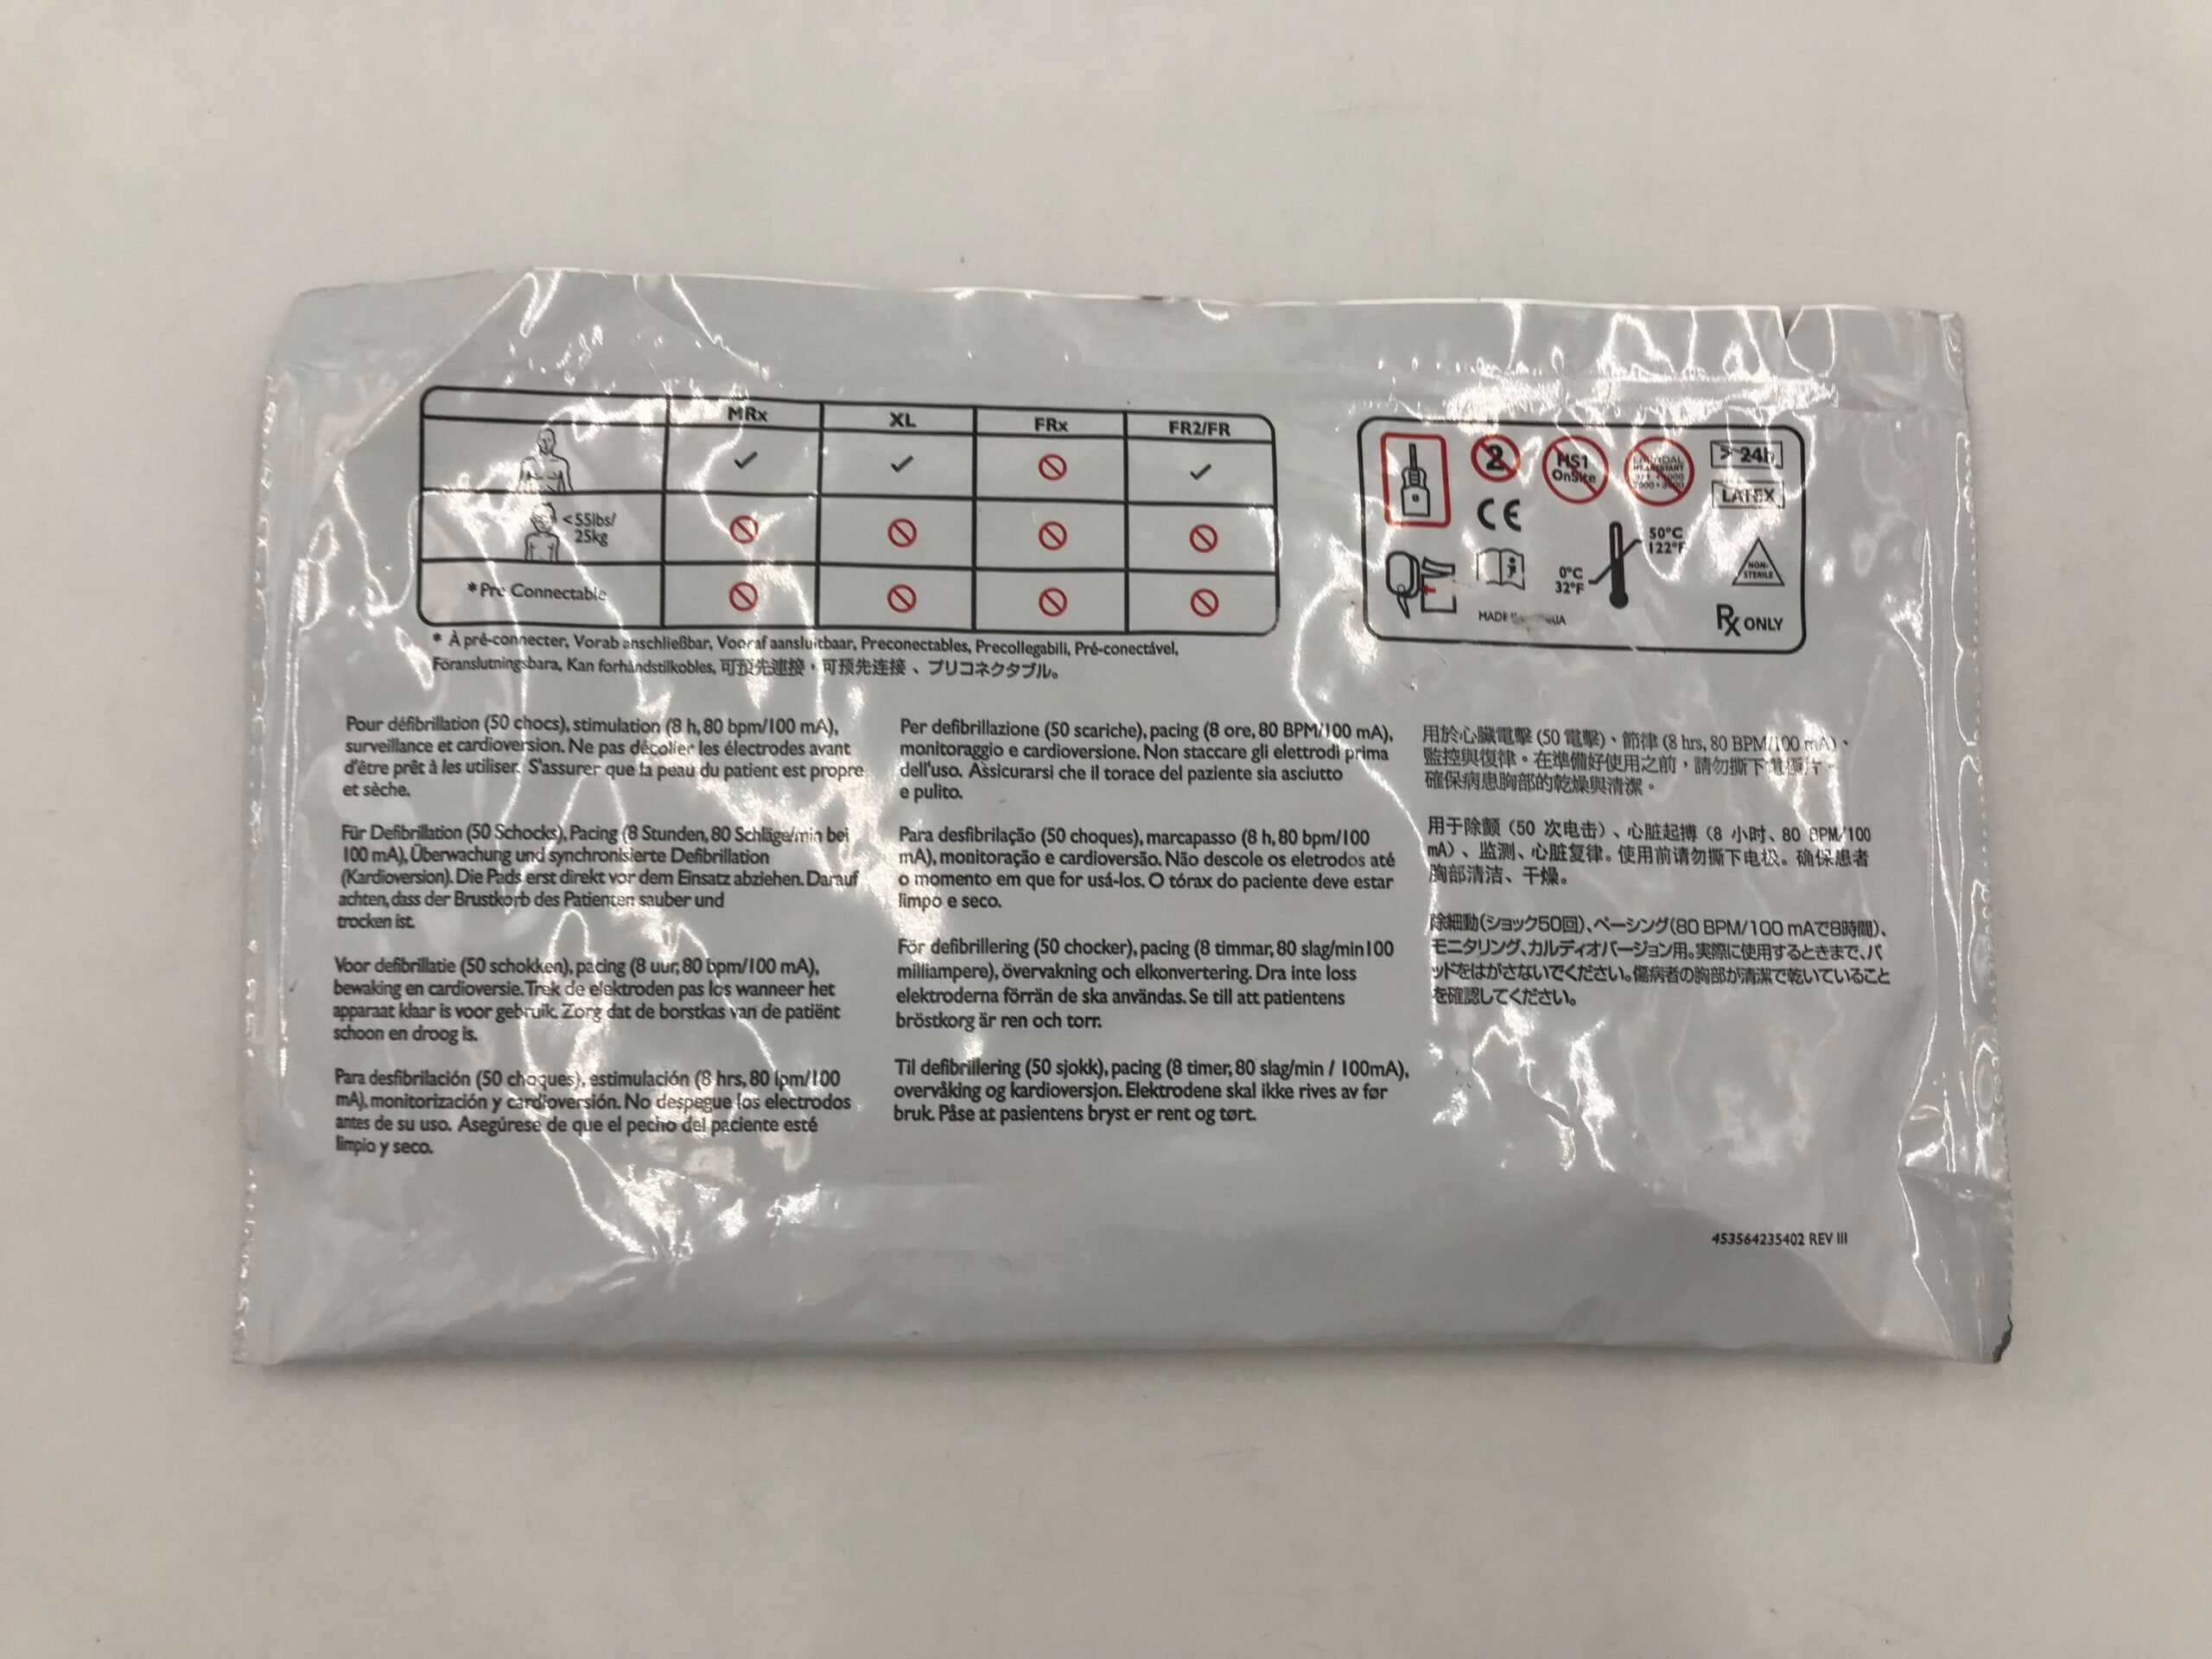 MRx XL FRx FR2/FR
<55lbs/
25kg
* Pre Connectable
* À pré-connecter, Vorab anschließbar, Vooraf aansluitbaar, Preconectables, Precollegabili, Pré-conectável,
Föranslutningsbara, Kan forhåndstilkobles, 可預先連接，可预先连接、プリコネクタブル。
2
HS1
OnSite
LAERDAL
HEARTSTART
24h
LATEX
CE
50°C
122°F
0°C
32°F
NON-
STERILE
MADE
Rx ONLY
Pour défibrillation (50 chocs), stimulation (8 h, 80 bpm/100 mA),
surveillance et cardioversion. Ne pas décoller les électrodes avant
d'être prêt à les utiliser. S'assurer que la peau du patient est propre
et sèche.
Für Defibrillation (50 Schocks), Pacing (8 Stunden, 80 Schläge/min bei
100 mA), Überwachung und synchronisierte Defibrillation
(Kardioversion). Die Pads erst direkt vor dem Einsatz abziehen. Darauf
achten, dass der Brustkorb des Patienten sauber und
trocken ist.
Voor defibrillatie (50 schokken), pacing (8 uur, 80 bpm/100 mA),
bewaking en cardioversie. Trek de elektroden pas los wanneer het
apparaat klaar is voor gebruik. Zorg dat de borstkas van de patiënt
schoon en droog is.
Para desfibrilación (50 choques), estimulación (8 hrs, 80 lpm/100
mA), monitorización y cardioversión. No despegue los electrodos
antes de su uso. Asegúrese de que el pecho del paciente esté
limpio y seco.
Per defibrillazione (50 scariche), pacing (8 ore, 80 BPM/100 mA),
monitoraggio e cardioversione. Non staccare gli elettrodi prima
dell'uso. Assicurarsi che il torace del paziente sia asciutto
e pulito.
Para desfibrilação (50 choques), marcapasso (8 h, 80 bpm/100
mA), monitoração e cardioversão. Não descole os eletrodos até
o momento em que for usá-los. O tórax do paciente deve estar
limpo e seco.
För defibrillering (50 chocker), pacing (8 timmar, 80 slag/min100
milliampere), övervakning och elkonvertering. Dra inte loss
elektroderna förrän de ska användas. Se till att patientens
bröstkorg är ren och torr.
Til defibrillering (50 sjokk), pacing (8 timer, 80 slag/min / 100mA),
overvåking og kardioversjon. Elektrodene skal ikke rives av før
bruk. Påse at pasientens bryst er rent og tørt.
用於心臟電擊 (50 電擊)、節律 (8 hrs, 80 BPM/100 mA)、
監控與復律。在準備好使用之前，請勿撕下電極片。
確保病患胸部的乾燥與清潔。
用于除颤（50 次电击）、心脏起搏（8 小时、80 BPM/100
mA）、监测、心脏复律。使用前请勿撕下电极。确保患者
胸部清洁、干燥。
除細動(ショック50回)、ペーシング(80 BPM/100 mAで8時間)、
モニタリング、カルディオバージョン用。実際に使用するときまで、パ
ッドをはがさないでください。傷病者の胸部が清潔で乾いていること
を確認してください。
453564235402 REV III